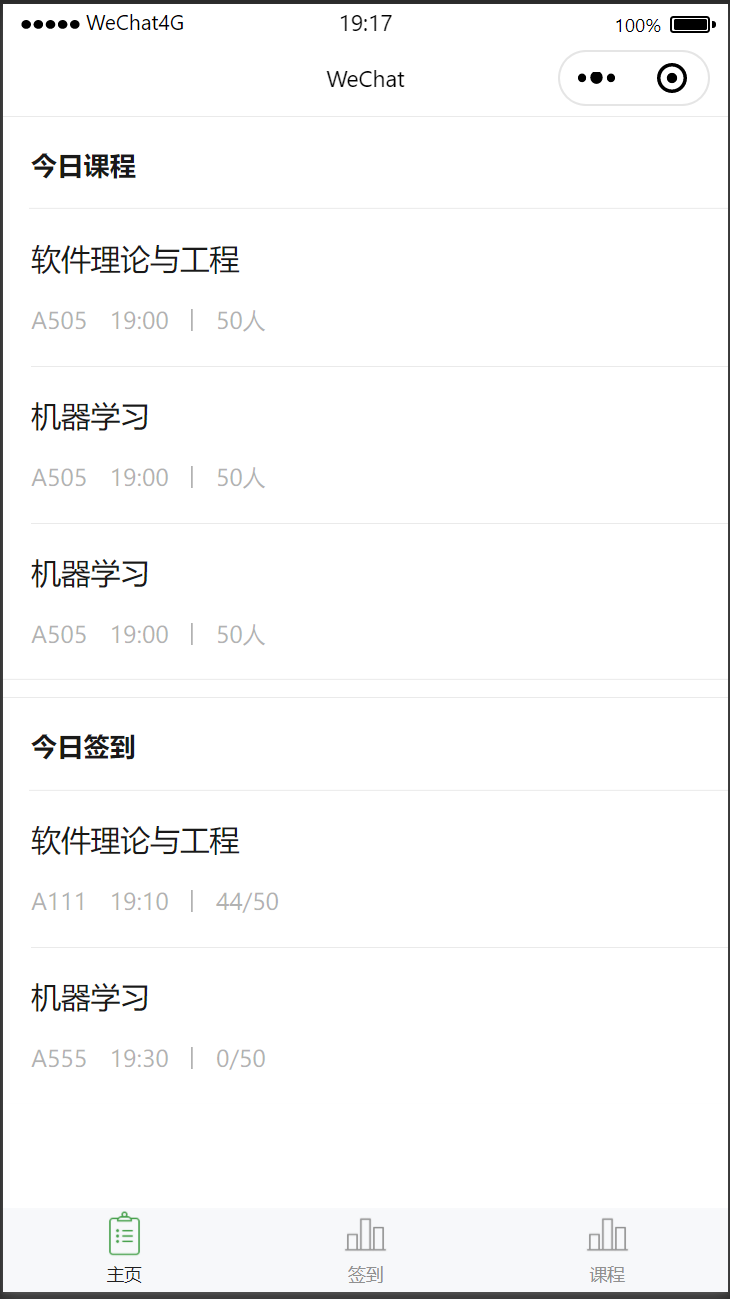 WeChat4G 19:17 100%
WeChat
今日课程
软件理论与工程
A505 19:00 | 50人
机器学习
A505 19:00 | 50人
机器学习
A505 19:00 | 50人
今日签到
软件理论与工程
A111 19:10 | 44/50
机器学习
A555 19:30 | 0/50
主页 签到 课程